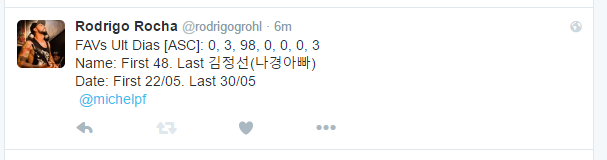 Rodrigo Rocha @rodrigogrohl · 6m
FAVs Ult Dias [ASC]: 0, 3, 98, 0, 0, 0, 3
Name: First 48. Last 김정선(나경아빠)
Date: First 22/05. Last 30/05
@michelpf